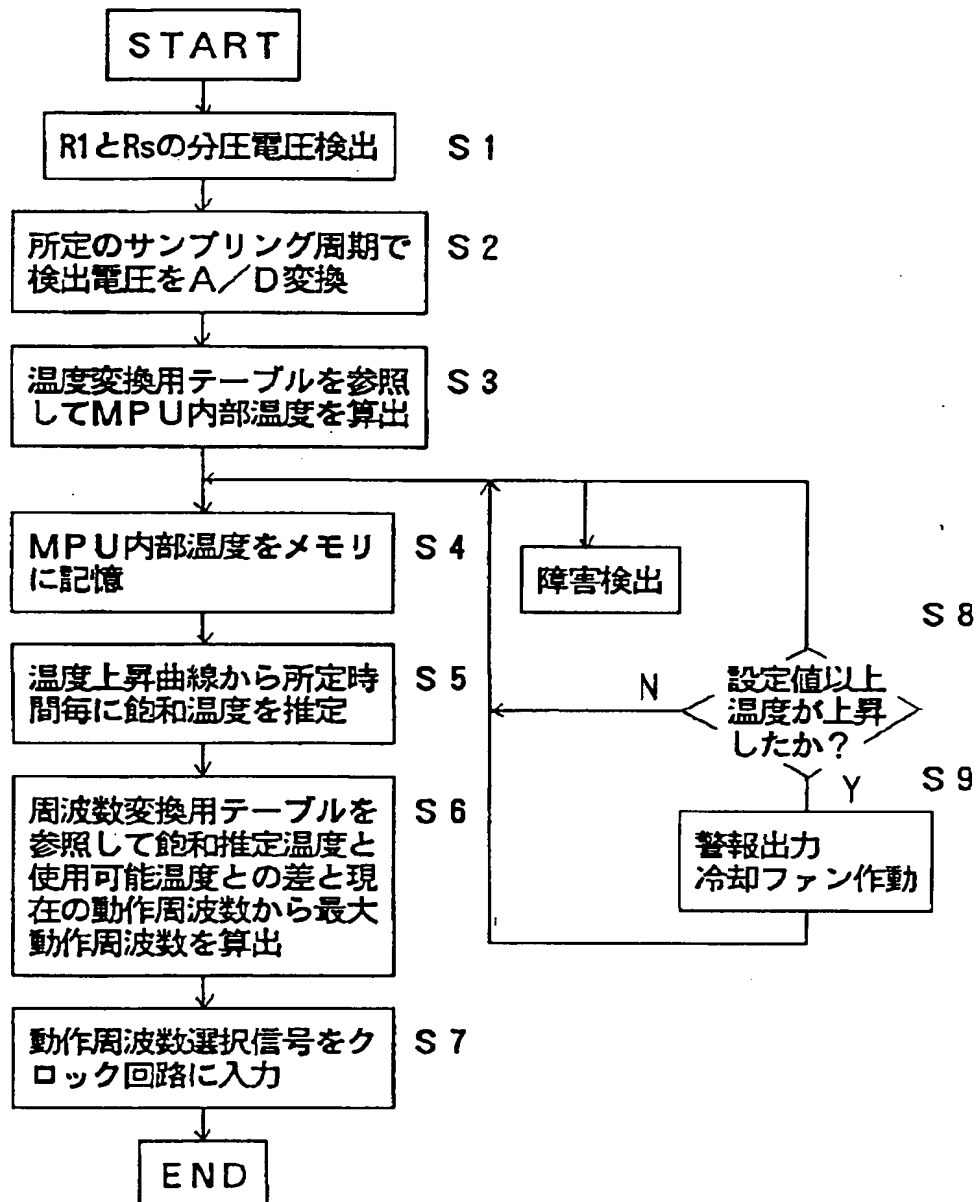 START
R1とRsの分圧電圧検出
S1
所定のサンプリング周期で
検出電圧をA／D変換
S2
温度変換用テーブルを参照
してMPU内部温度を算出
S3
MPU内部温度をメモリ
に記憶
S4
温度上昇曲線から所定時
間毎に飽和温度を推定
S5
周波数変換用テーブルを
参照して飽和推定温度と
使用可能温度との差と現
在の動作周波数から最大
動作周波数を算出
S6
動作周波数選択信号をク
ロック回路に入力
S7
END
障害検出
S8
設定値以上
温度が上昇
したか？
N
Y
S9
警報出力
冷却ファン作動